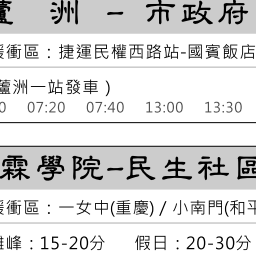 蘆 洲 - 市政府
緩衝區：捷運民權西路站-國賓飯店
蘆洲一站發車）
0 07:20 07:40 13:00 13:30
霖學院-民生社區
緩衝區：一女中(重慶) / 小南門(和平
離峰：15-20分 假日：20-30分